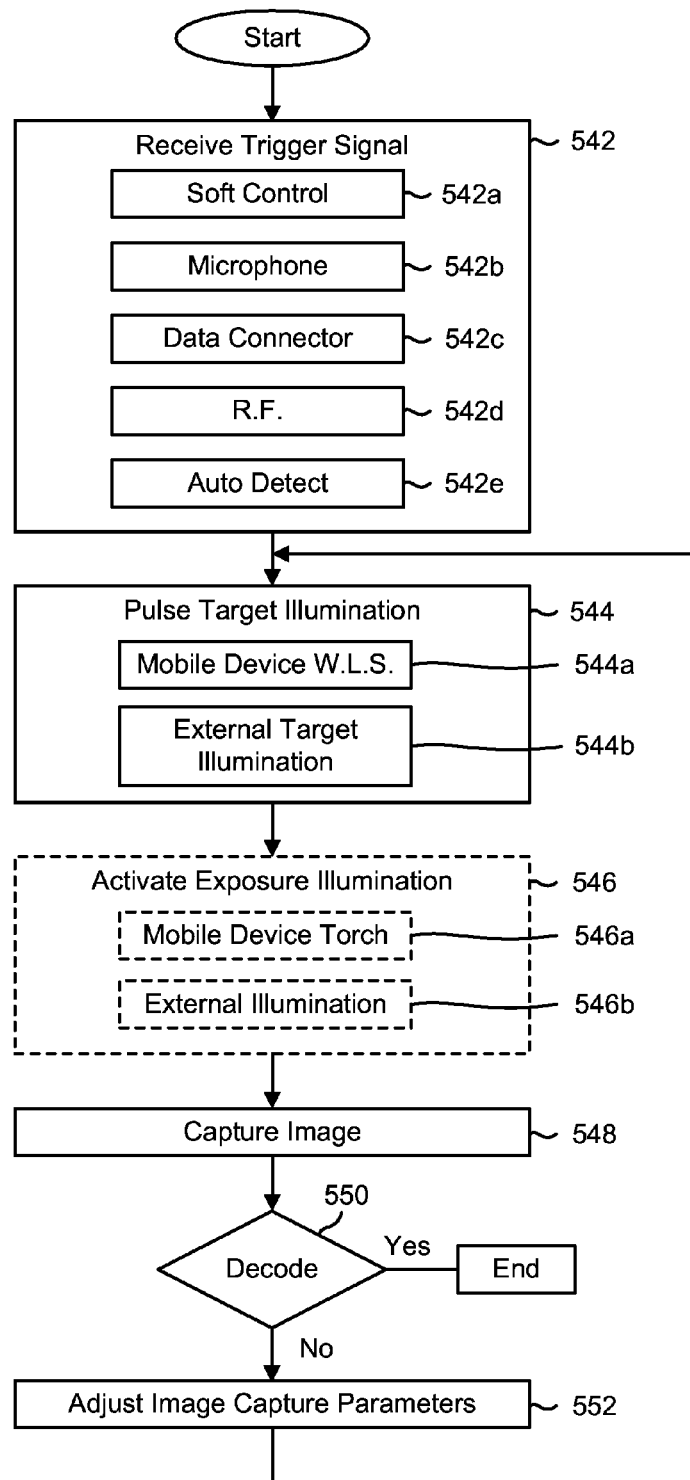 Start
Receive Trigger Signal
542
Soft Control
542a
Microphone
542b
Data Connector
542c
R.F.
542d
Auto Detect
542e
Pulse Target Illumination
544
Mobile Device W.L.S.
544a
External Target
Illumination
544b
Activate Exposure Illumination
546
Mobile Device Torch
546a
External Illumination
546b
Capture Image
548
550
Decode
Yes
End
No
Adjust Image Capture Parameters
552